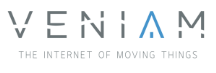 VENIAM
THE INTERNET OF MOVING THINGS